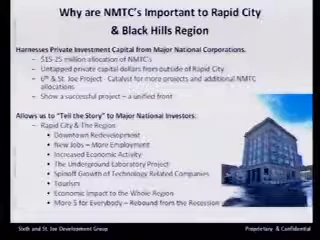 Why are NMTC's Important to Rapid City
& Black Hills Region
Harnesses Private Investment Capital from Major National Corporations.
– $15-25 million allocation of NMTC's
– Untapped private capital dollars from outside of Rapid City
– 6th & St. Joe Project - Catalyst for more projects and additional NMTC
allocations
– Show a successful project – a unified front
Allows us to "Tell the Story" to Major National Investors:
– Rapid City & The Region
• Downtown Redevelopment
• New Jobs – More Employment
• Increased Economic Activity
• The Underground Laboratory Project
• Spinoff Growth of Technology Related Companies
• Tourism
• Economic Impact to the Whole Region
• More $ for Everybody – Rebound from the Recession
Sixth and St. Joe Development Group
Proprietary & Confidential